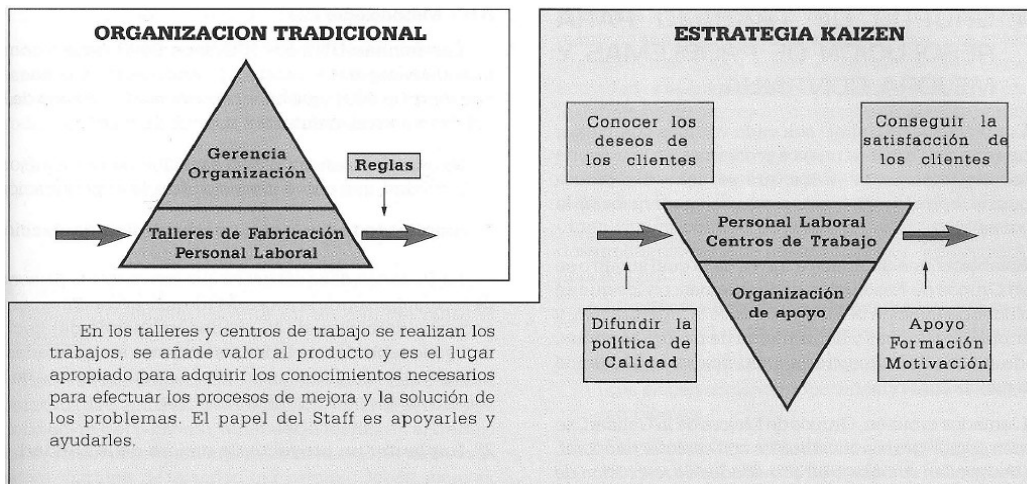 ORGANIZACION TRADICIONAL
Gerencia
Organización
Reglas
Talleres de Fabricación
Personal Laboral
En los talleres y centros de trabajo se realizan los
trabajos, se añade valor al producto y es el lugar
apropiado para adquirir los conocimientos necesarios
para efectuar los procesos de mejora y la solución
de los problemas. El papel del Staff es apoyarles y
ayudarles.
ESTRATEGIA KAIZEN
Conocer los
deseos de
los clientes
Conseguir la
satisfacción de
los clientes
Personal Laboral
Centros de Trabajo
Organización
de apoyo
Difundir la
política de
Calidad
Apoyo
Formación
Motivación